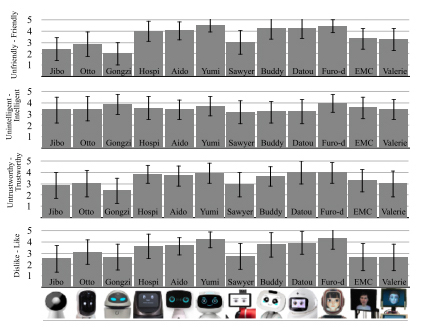 Unfriendly - Friendly
5
4
3
2
1
Jibo Otto Gongzi Hospi Aido Yumi Sawyer Buddy Datou Furo-d EMC Valerie
Unintelligent -
Intelligent
5
4
3
2
1
Jibo Otto Gongzi Hospi Aido Yumi Sawyer Buddy Datou Furo-d EMC Valerie
Untrustworthy -
Trustworthy
5
4
3
2
1
Jibo Otto Gongzi Hospi Aido Yumi Sawyer Buddy Datou Furo-d EMC Valerie
Dislike - Like
5
4
3
2
1
Jibo Otto Gongzi Hospi Aido Yumi Sawyer Buddy Datou Furo-d EMC Valerie